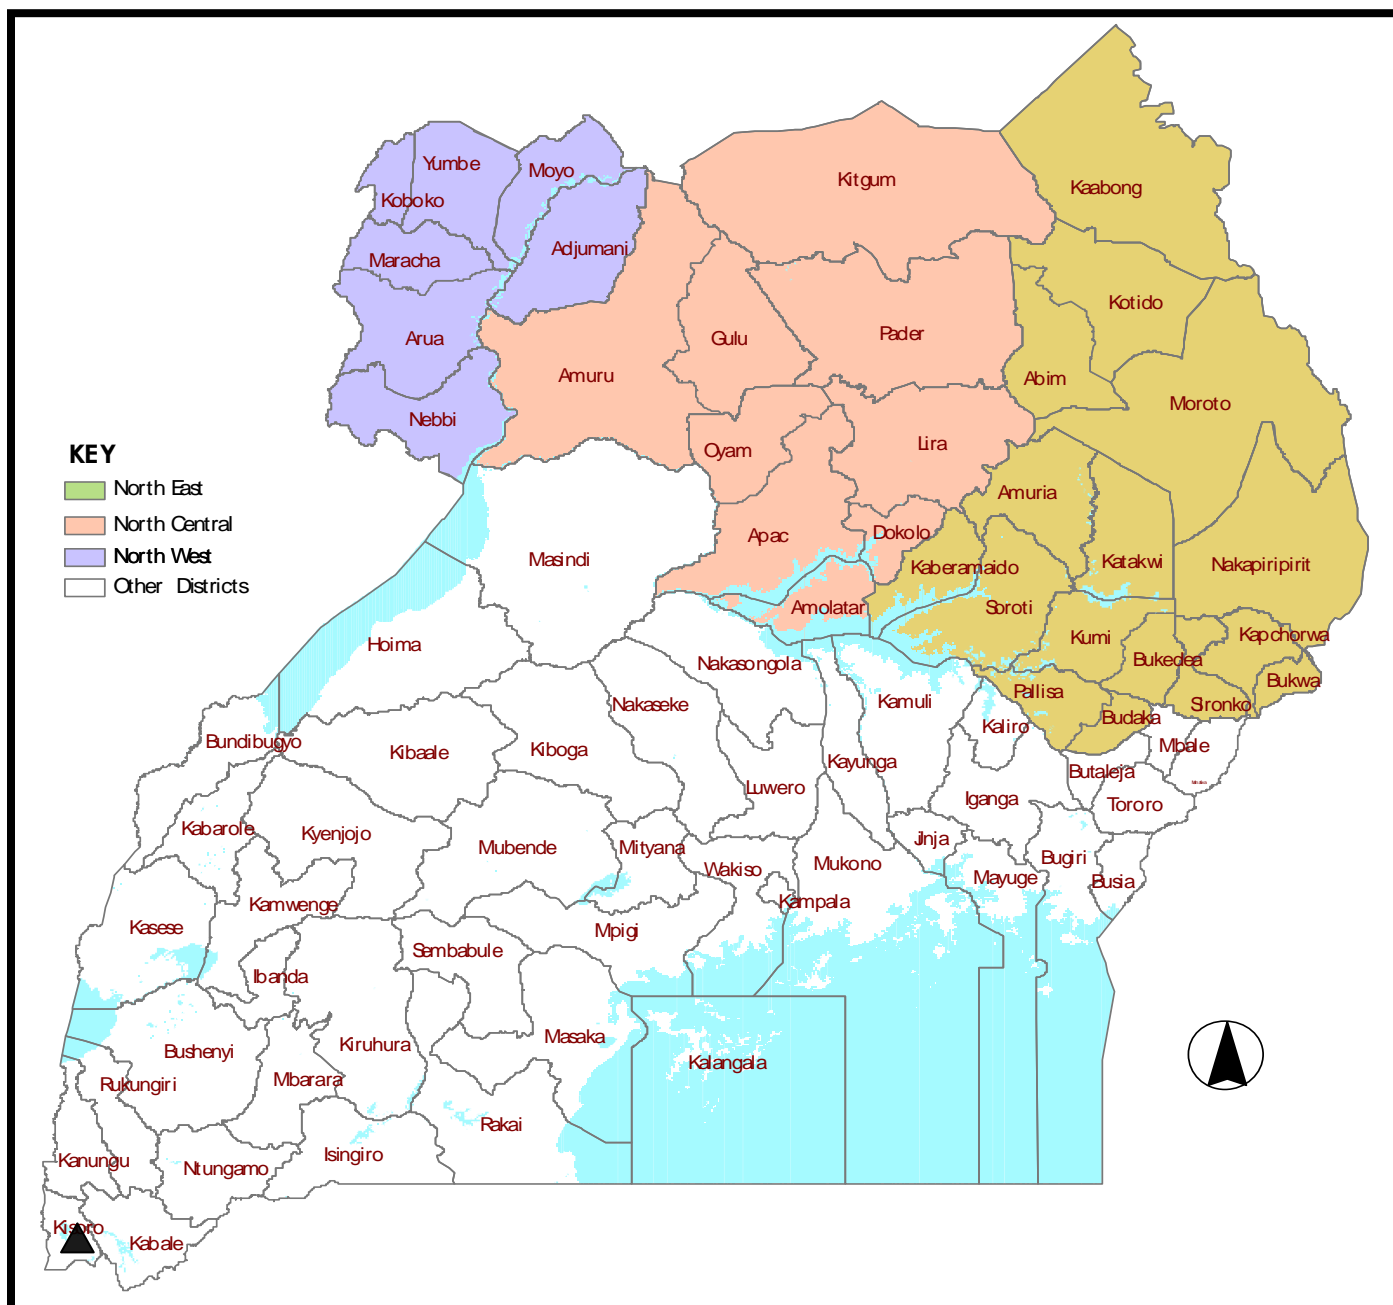 Kitgum
Yumbe
Moyo
Kaabong
Koboko
Adjumani
Maracha
Kotido
Arua
Gulu
Pader
Amuru
Abim
Moroto
Nebbi
Lira
Oyam
KEY
North East
North Central
North West
Other Districts
Amuria
Dokolo
Apac
Masindi
Kaberamaido
Katakwi
Nakapiripirit
Amolatar
Soroti
Kumi
Kapchorwa
Hoima
Nakasongola
Bukedea
Bukwa
Pallisa
Nakaseke
Kamuli
Sironko
Budaka
Kaliro
Bundibugyo
Kibaale
Kiboga
Mbale
Kayunga
Butaleja
Luwero
Iganga
Tororo
Kabarole
Kyenjojo
Mubende
Mityana
Jinja
Wakiso
Mukono
Bugiri
Mayuge
Busia
Kamwenge
Kampala
Kasese
Mpigi
Sembabule
Ibanda
Masaka
Bushenyi
Kiruhura
Kalangala
Rukungiri
Mbarara
Rakai
Isingiro
Kanungu
Ntungamo
Kisoro
Kabale